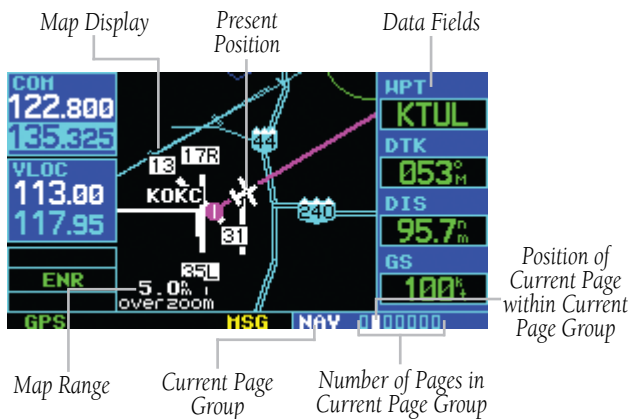 Map Display
Present
Position
Data Fields
COM
122.800
135.325
VLOC
113.00
117.95
ENR
GPS
13
17R
KOKC
31
35L
44
240
5.0nm
overzoom
MSG
NAV
WPT
KTUL
DTK
053°M
DIS
95.7nm
GS
100kt
Position of
Current Page
within Current
Page Group
Map Range
Current Page
Group
Number of Pages in
Current Page Group